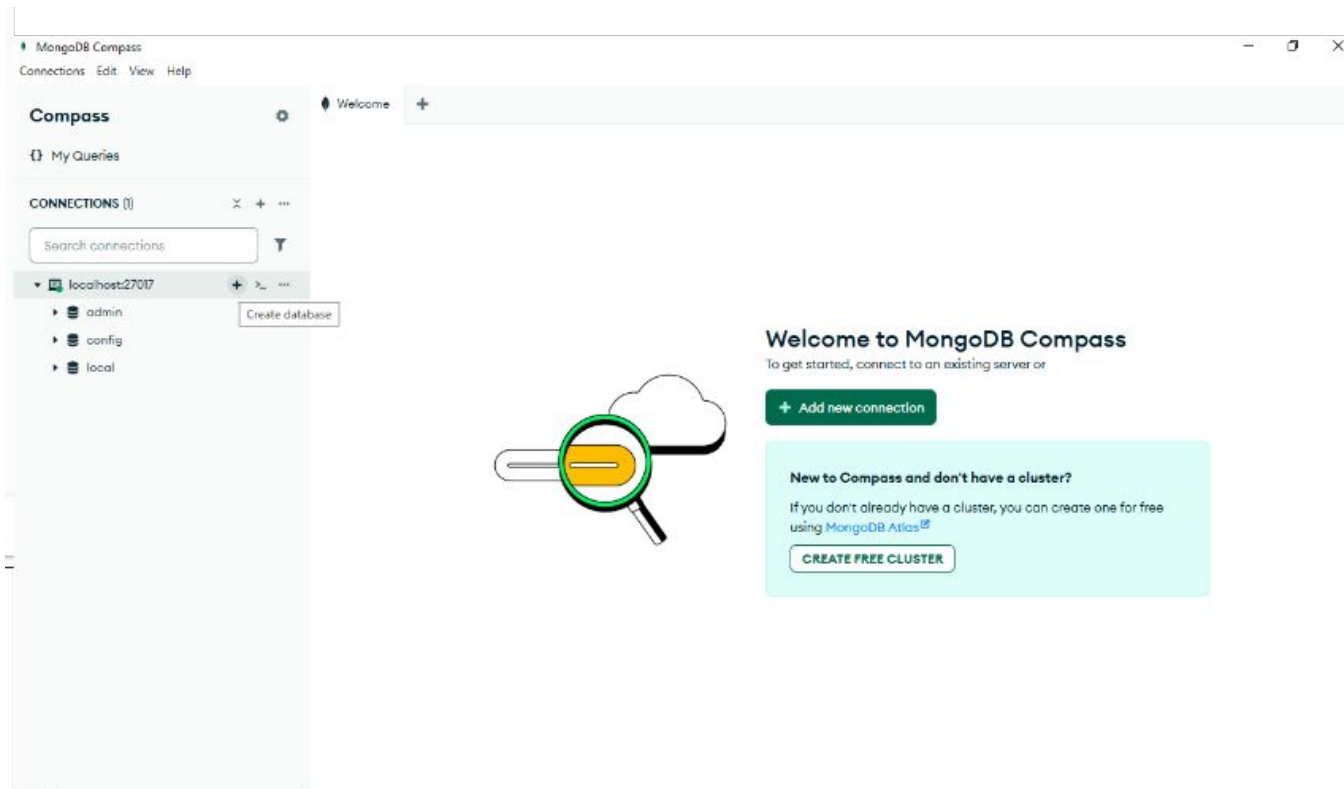 MongoDB Compass
Connections Edit View Help
Compass
Welcome
{} My Queries
CONNECTIONS (1)
Search connections
localhost:27017
Create database
admin
config
local
Welcome to MongoDB Compass
To get started, connect to an existing server or
+ Add new connection
New to Compass and don't have a cluster?
If you don't already have a cluster, you can create one for free
using MongoDB Atlas
CREATE FREE CLUSTER